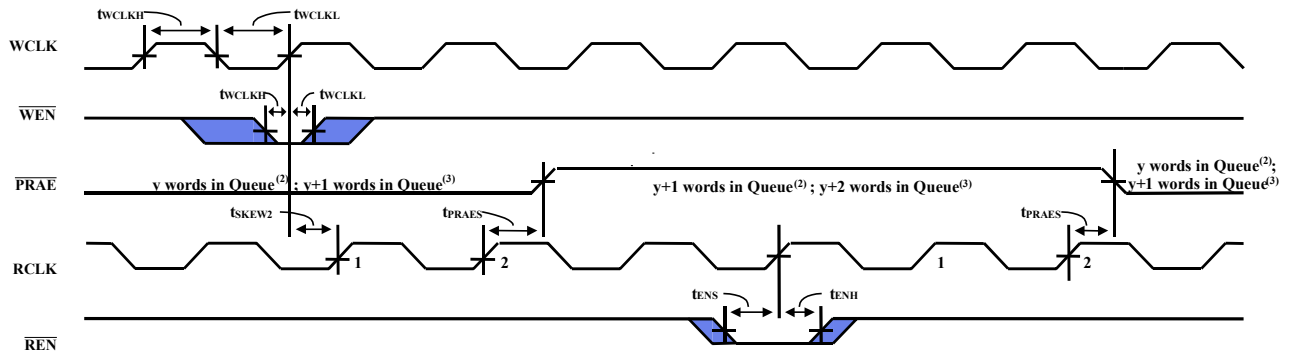 tWCLKH tWCLKL
WCLK
tWCLKH tWCLKL
WEN
PRAE
y words in Queue(2) ; y+1 words in Queue(3)
y+1 words in Queue(2) ; y+2 words in Queue(3)
y words in Queue(2);
y+1 words in Queue(3)
tSKEW2
tPRAES
tPRAES
RCLK
1
2
1
2
tENS
tENH
REN